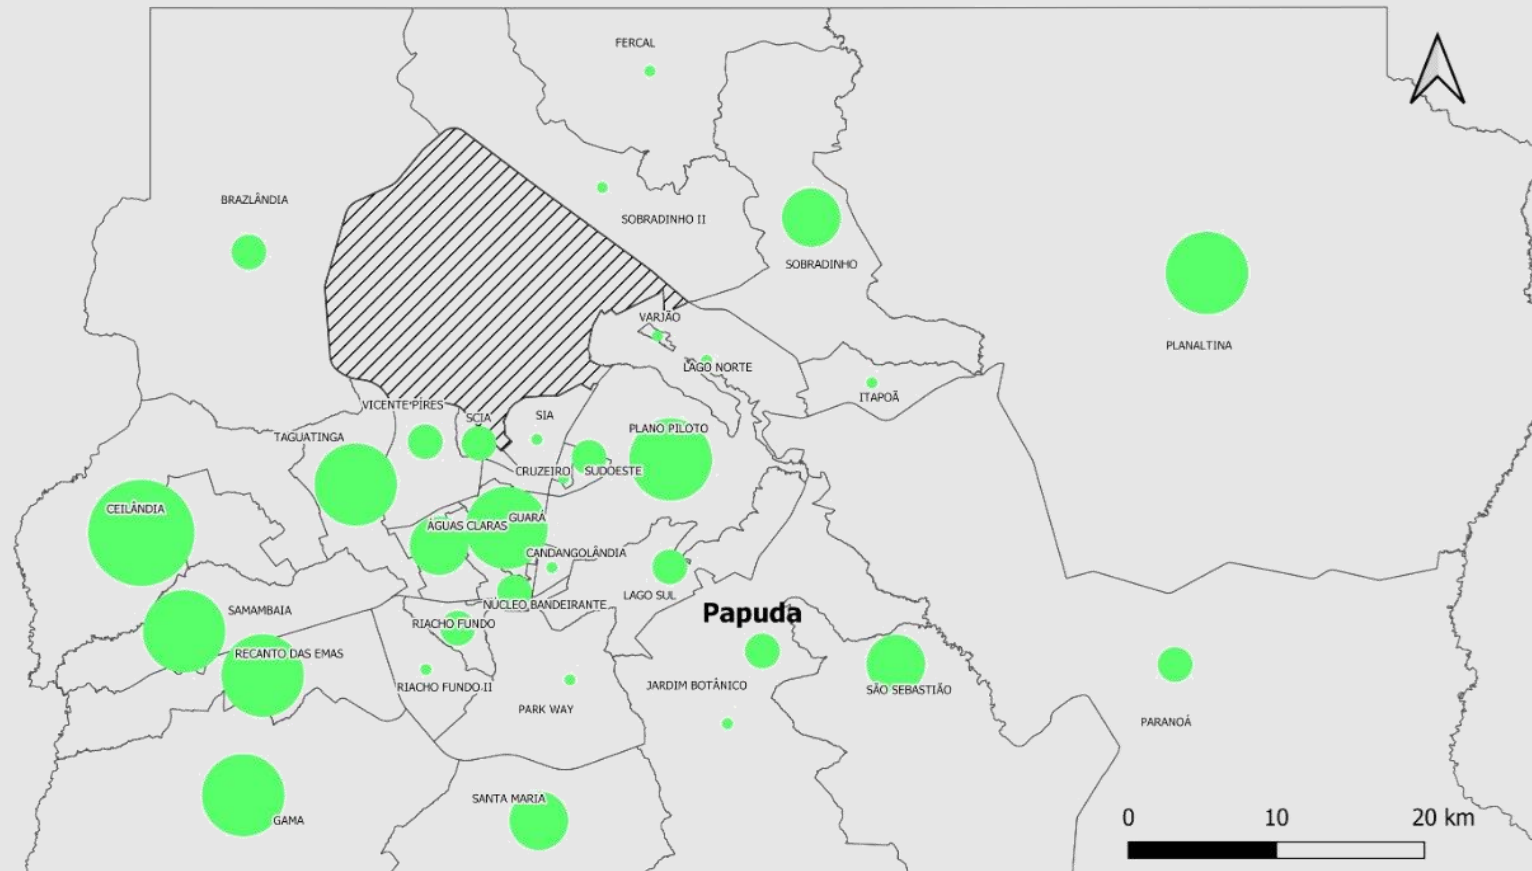 FERCAL
BRAZLÂNDIA
SOBRADINHO II
SOBRADINHO
VARJÃO
PLANALTINA
LAGO NORTE
ITAPOÃ
VICENTE PIRES
SCIA
SIA
TAGUATINGA
PLANO PILOTO
CRUZEIRO
SUDOESTE
CEILÂNDIA
ÁGUAS CLARAS
GUARÁ
CANDANGOLÂNDIA
LAGO SUL
NÚCLEO BANDEIRANTE
SAMAMBAIA
Papuda
RIACHO FUNDO
RECANTO DAS EMAS
RIACHO FUNDO II
JARDIM BOTÂNICO
SÃO SEBASTIÃO
PARK WAY
PARANOÁ
SANTA MARIA
GAMA
0 10 20 km